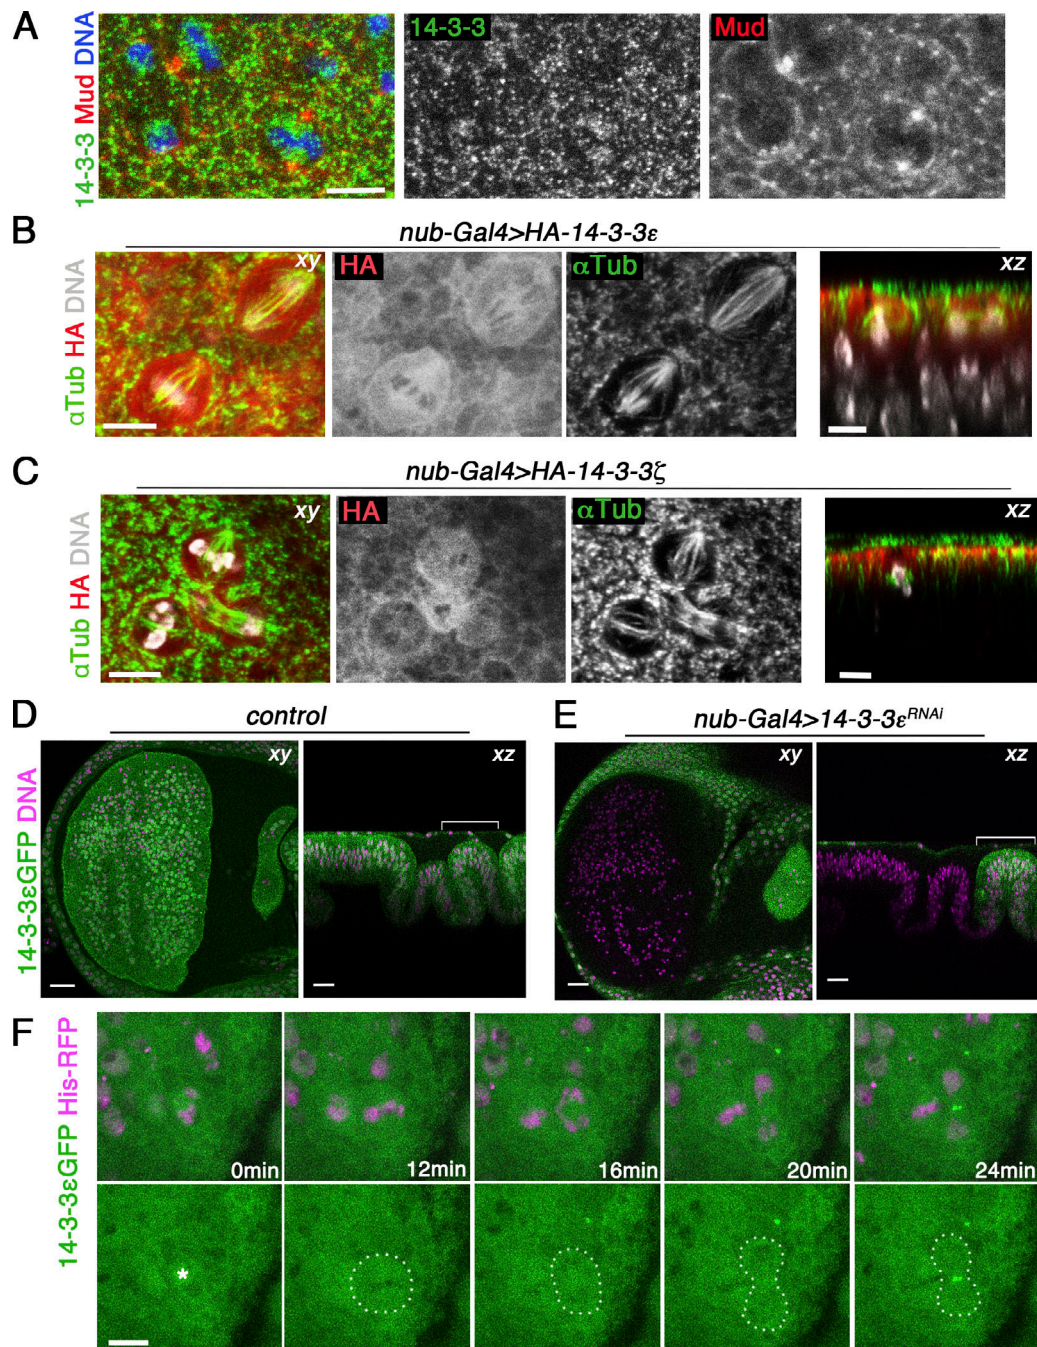 A
14-3-3 Mud DNA
14-3-3
Mud
B
nub-Gal4>HA-14-3-3ε
αTub HA DNA
xy
HA
αTub
xz
C
nub-Gal4>HA-14-3-3ζ
αTub HA DNA
xy
HA
αTub
xz
D
control
14-3-3εGFP DNA
xy
xz
E
nub-Gal4>14-3-3εRNAi
xy
xz
F
14-3-3εGFP His-RFP
0min
12min
16min
20min
24min
*